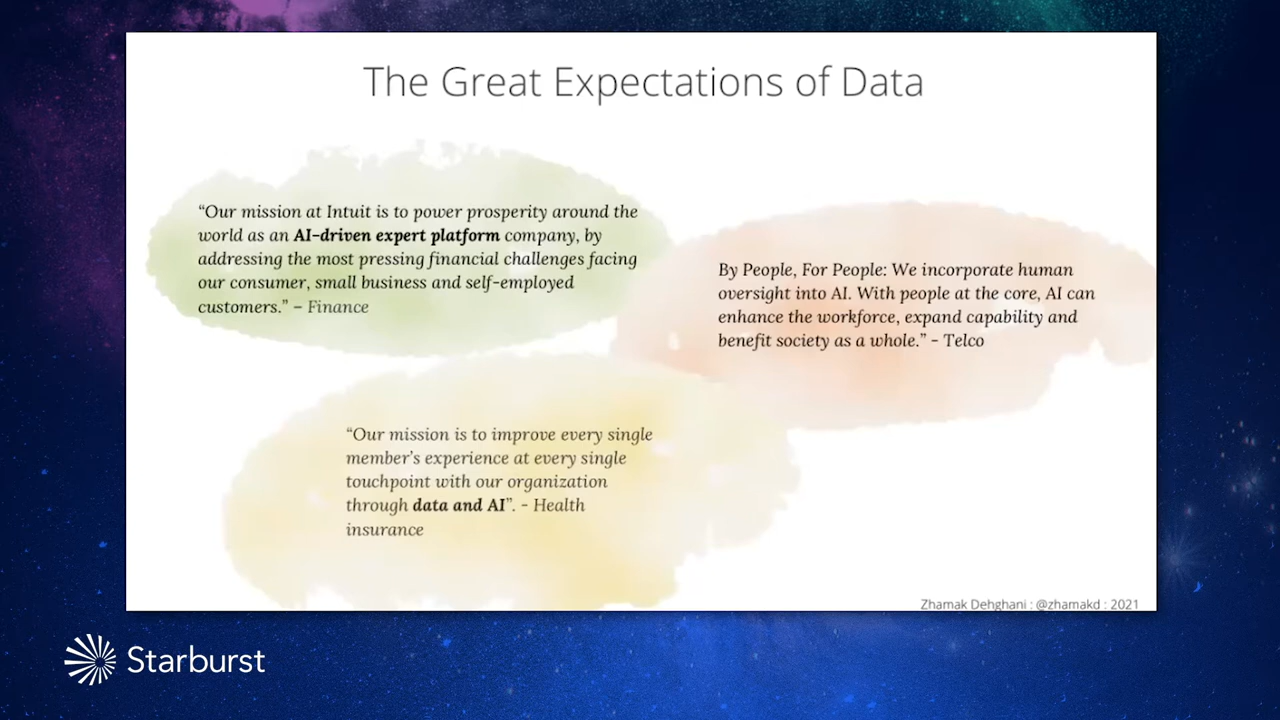 The Great Expectations of Data
“Our mission at Intuit is to power prosperity around the
world as an AI-driven expert platform company, by
addressing the most pressing financial challenges facing
our consumer, small business and self-employed
customers.” – Finance
By People, For People: We incorporate human
oversight into AI. With people at the core, AI can
enhance the workforce, expand capability and
benefit society as a whole.” - Telco
“Our mission is to improve every single
member’s experience at every single
touchpoint with our organization
through data and AI”. - Health
insurance
Zhamak Dehghani : @zhamakd : 2021
Starburst